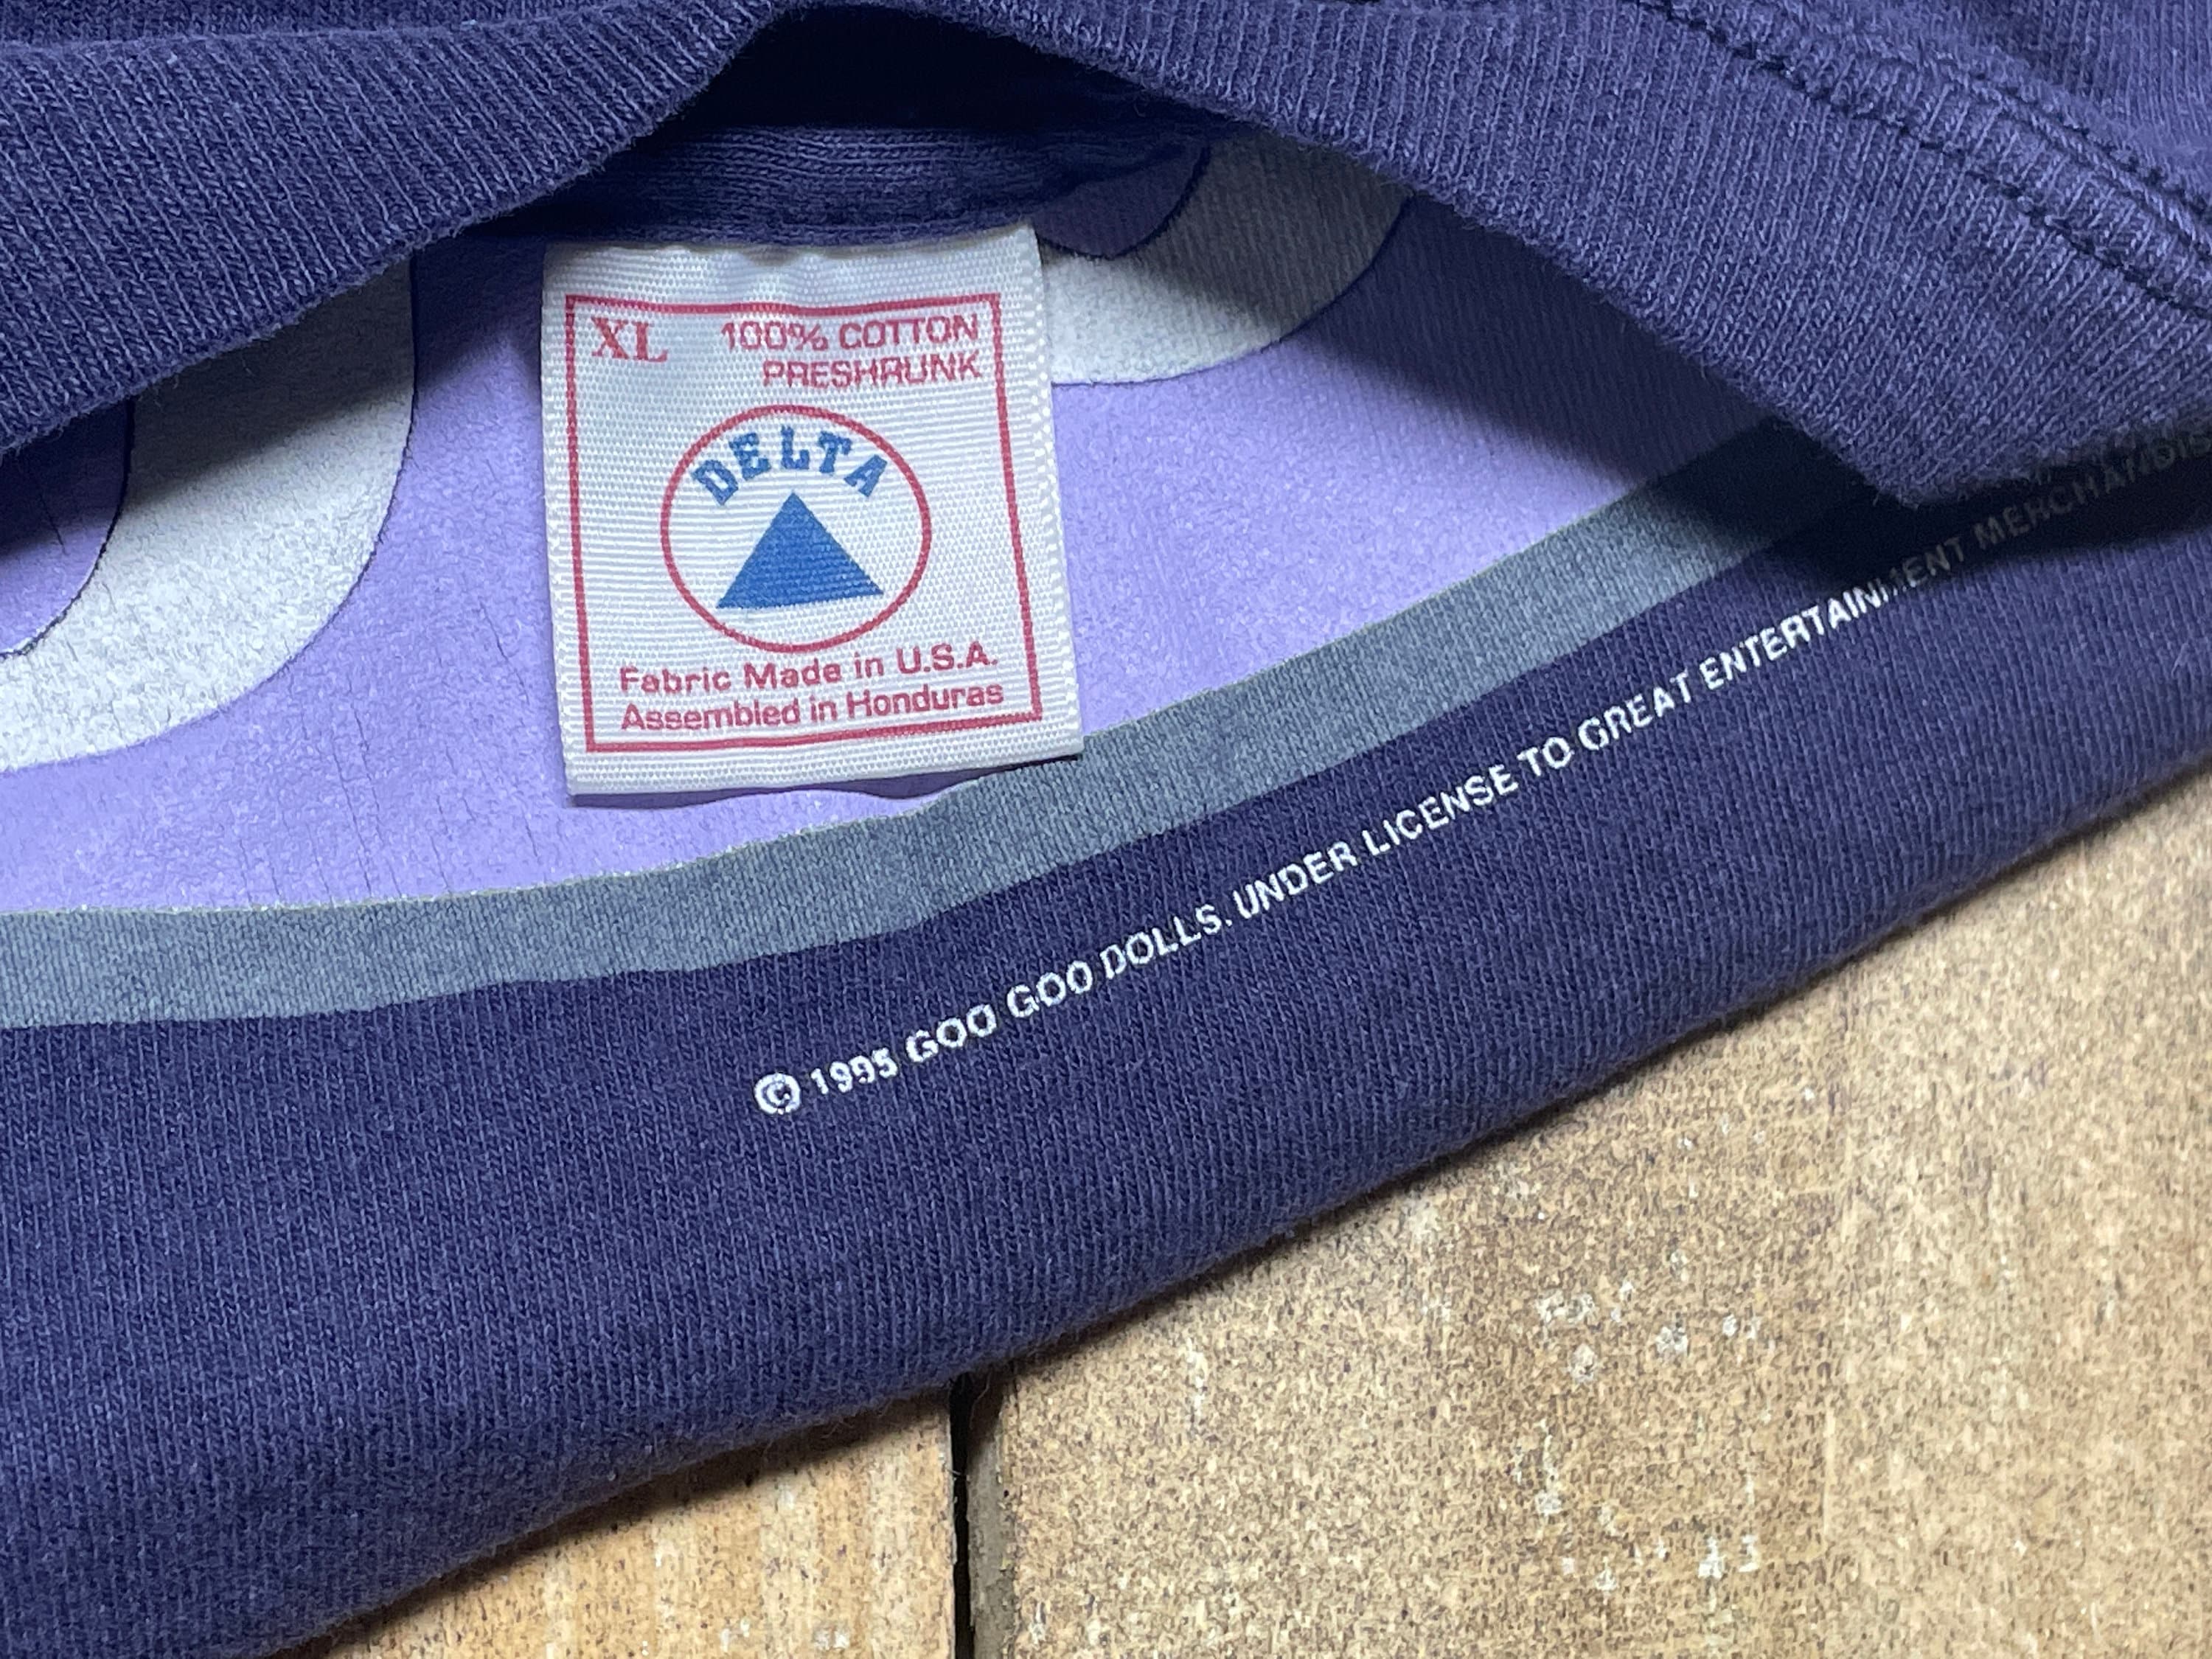 XL 100% COTTON
PRESHRUNK
DELTA
Fabric Made in U.S.A.
Assembled in Honduras
© 1995 GOO GOO DOLLS. UNDER LICENSE TO GREAT ENTERTAINMENT MERCHANDIS